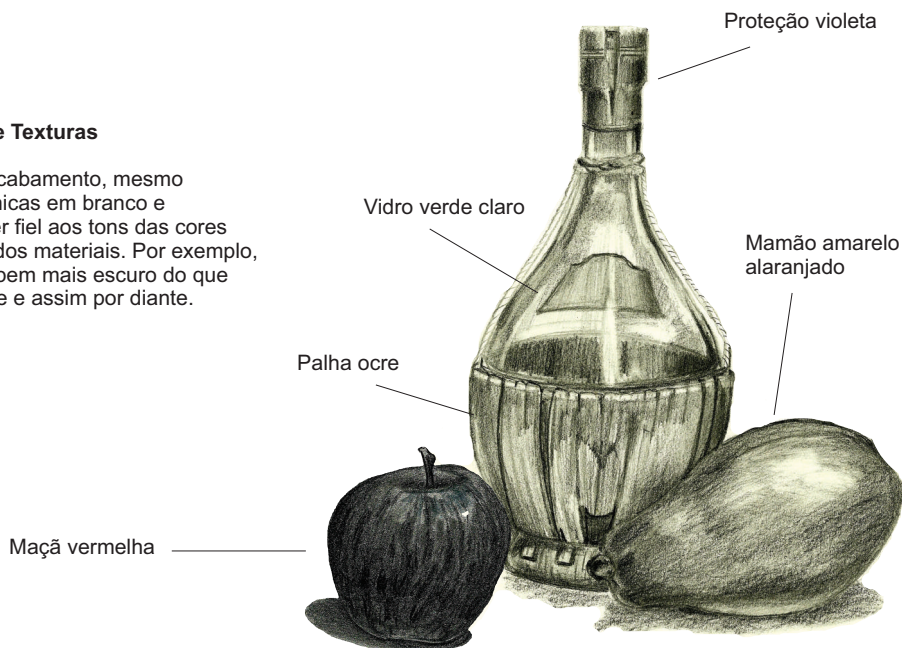 Proteção violeta
e Texturas
cabamento, mesmo
nicas em branco e
r fiel aos tons das cores
dos materiais. Por exemplo,
bem mais escuro do que
e e assim por diante.
Vidro verde claro
Mamão amarelo
alaranjado
Palha ocre
Maçã vermelha